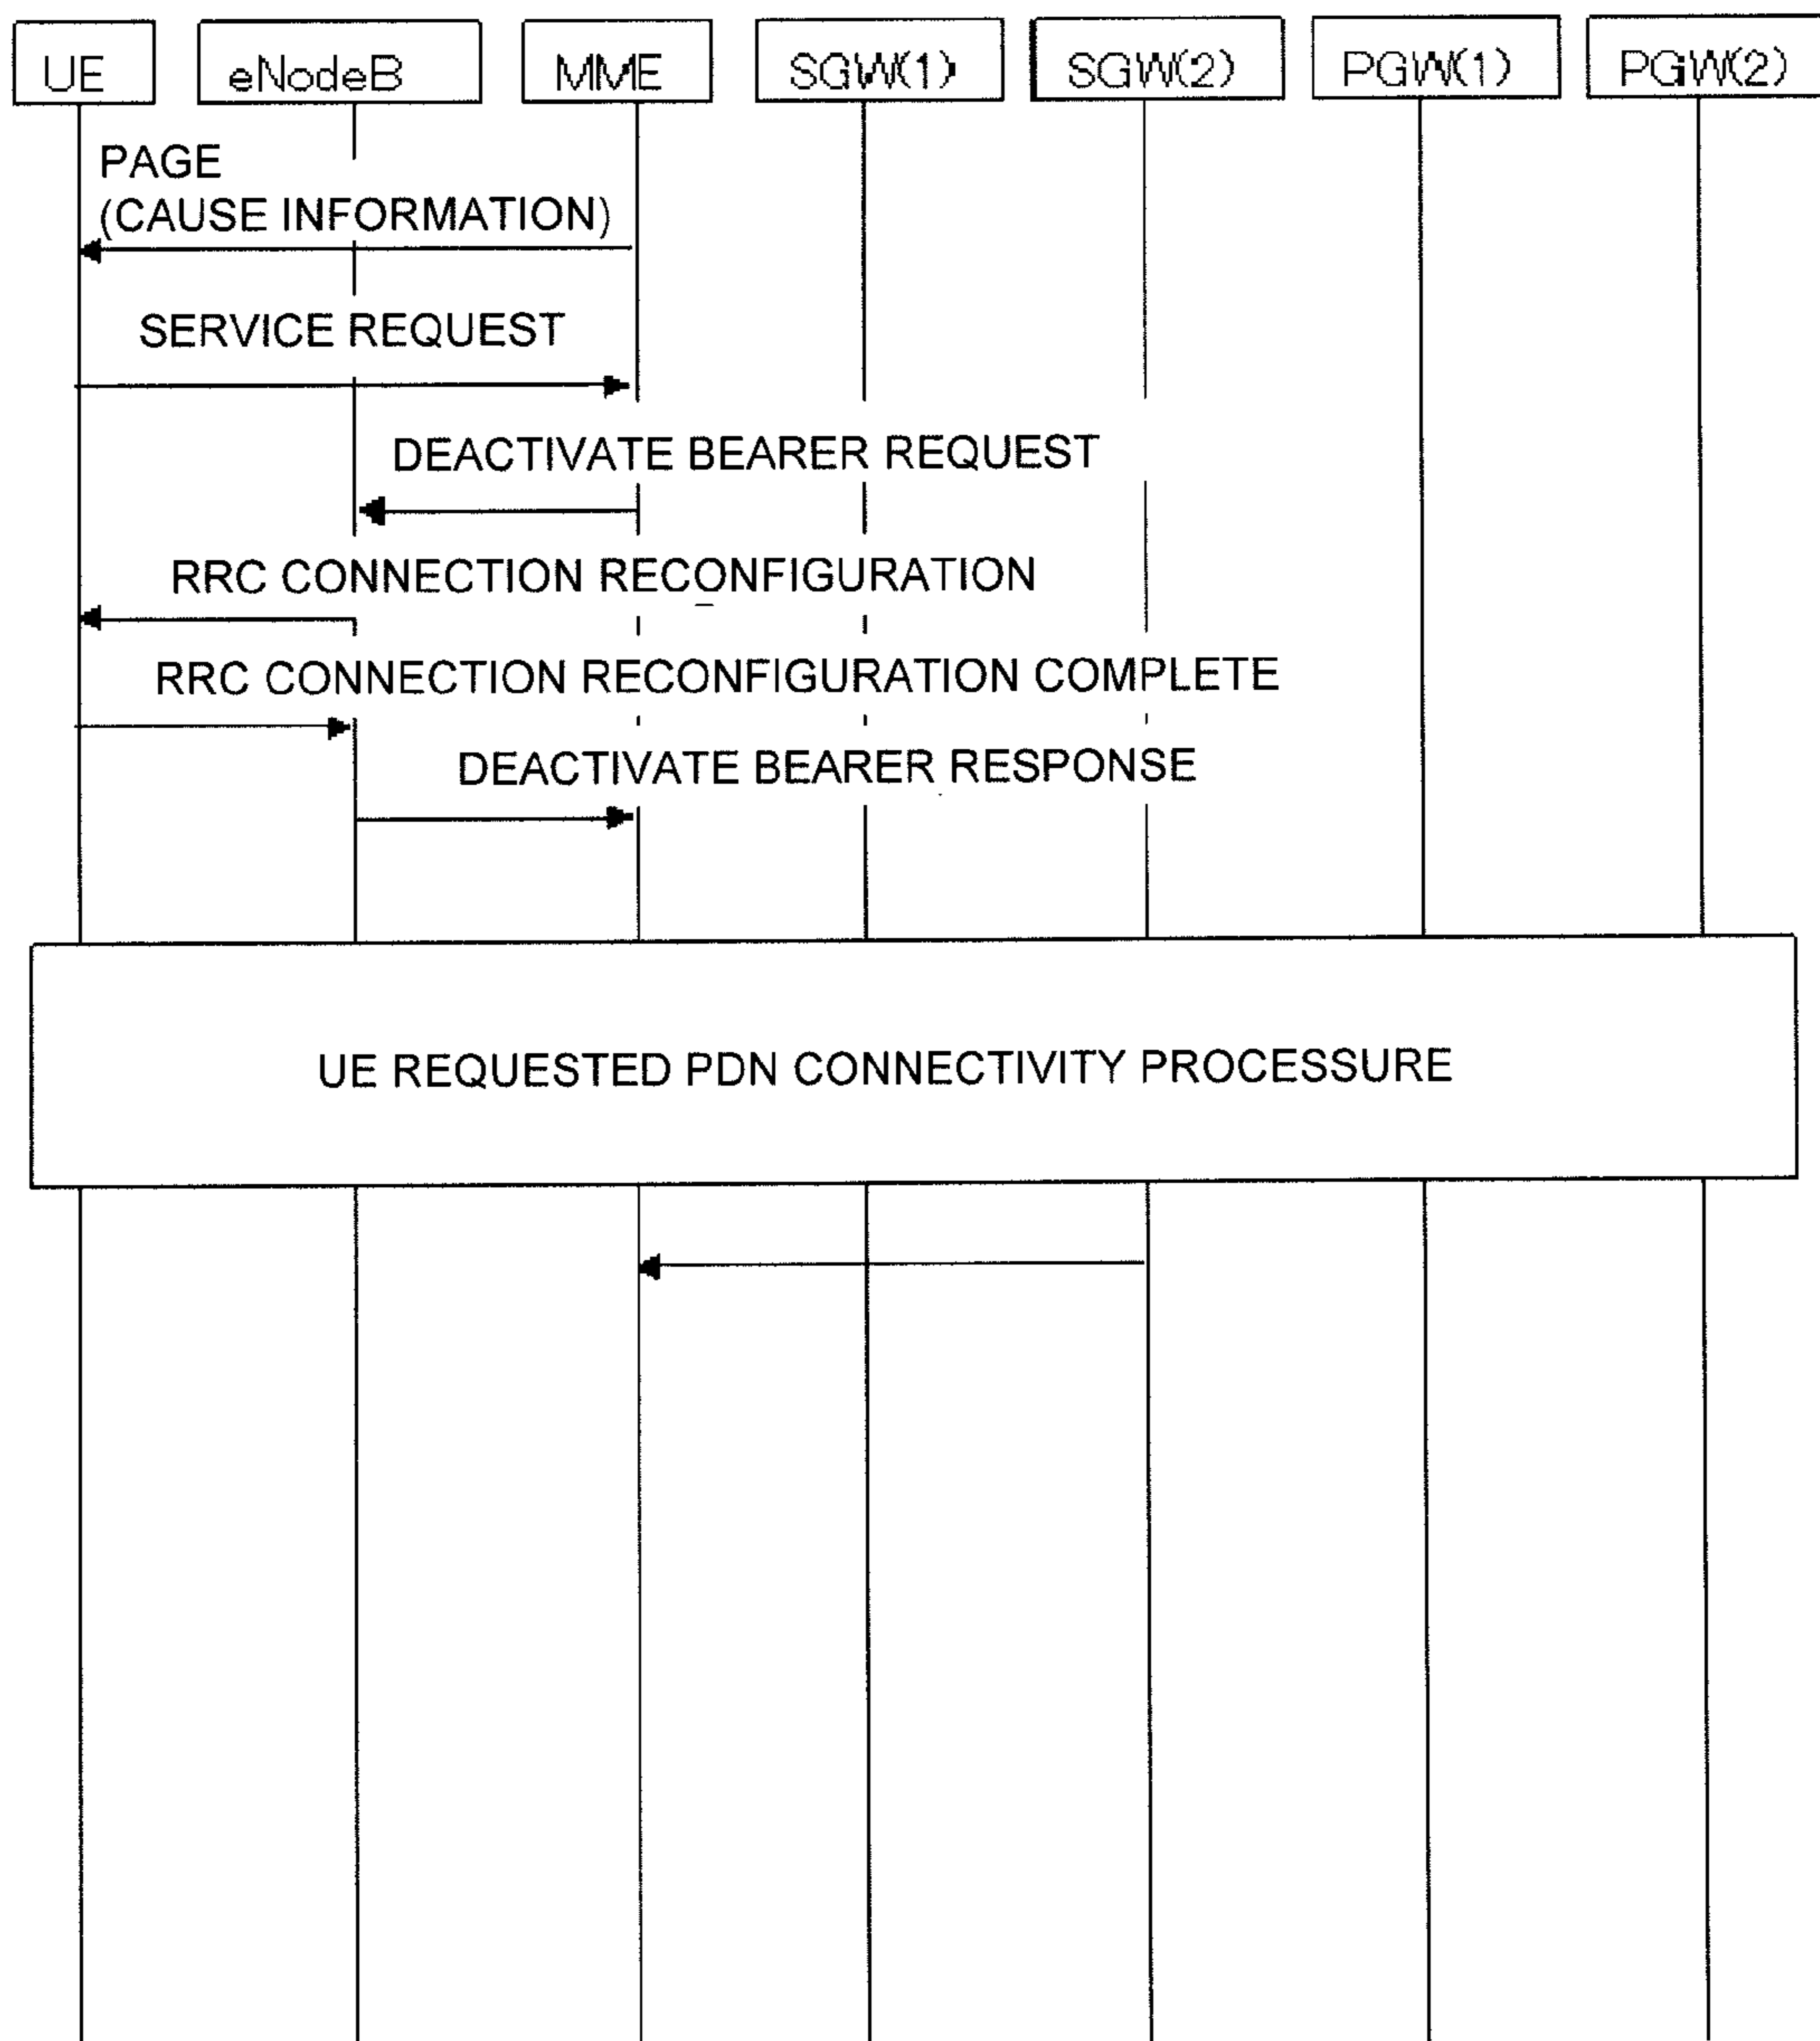 UE
eNodeB
MME
SGW(1)
SGW(2)
PGW(1)
PGW(2)
PAGE
(CAUSE INFORMATION)
SERVICE REQUEST
DEACTIVATE BEARER REQUEST
RRC CONNECTION RECONFIGURATION
RRC CONNECTION RECONFIGURATION COMPLETE
DEACTIVATE BEARER RESPONSE
UE REQUESTED PDN CONNECTIVITY PROCESSURE